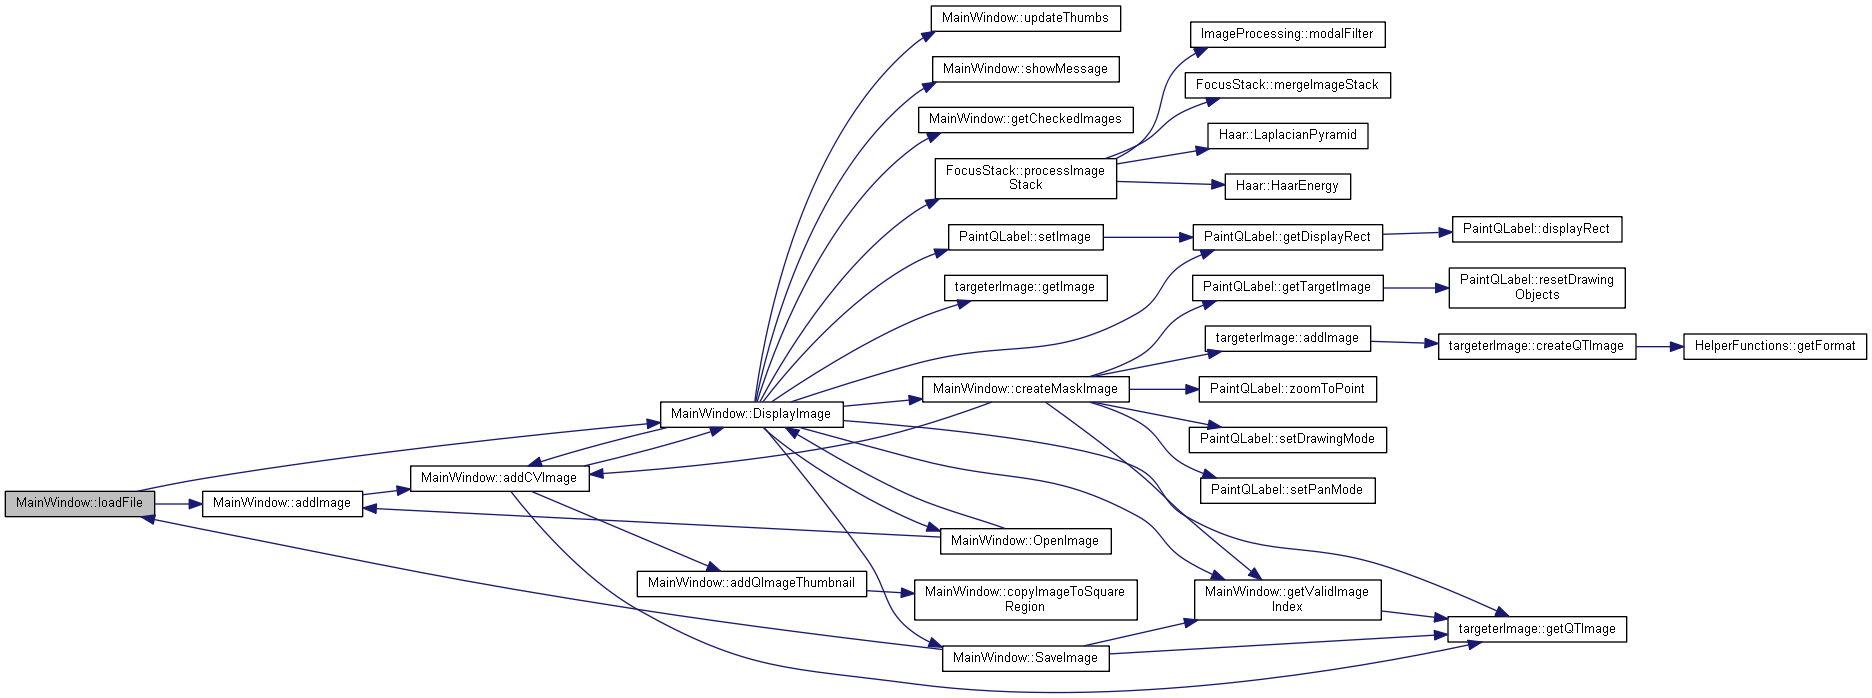 MainWindow::updateThumbs
ImageProcessing::modalFilter
MainWindow::showMessage
FocusStack::mergeImageStack
MainWindow::getCheckedImages
Haar::LaplacianPyramid
FocusStack::processImage
Stack
Haar::HaarEnergy
PaintQLabel::setImage
PaintQLabel::getDisplayRect
PaintQLabel::displayRect
targeterImage::getImage
PaintQLabel::getTargetImage
PaintQLabel::resetDrawing
Objects
targeterImage::addImage
targeterImage::createQTImage
HelperFunctions::getFormat
MainWindow::createMaskImage
PaintQLabel::zoomToPoint
MainWindow::DisplayImage
PaintQLabel::setDrawingMode
MainWindow::addCVImage
PaintQLabel::setPanMode
MainWindow::loadFile
MainWindow::addImage
MainWindow::OpenImage
MainWindow::addQImageThumbnail
MainWindow::copyImageToSquare
Region
MainWindow::getValidImage
Index
targeterImage::getQTImage
MainWindow::SaveImage